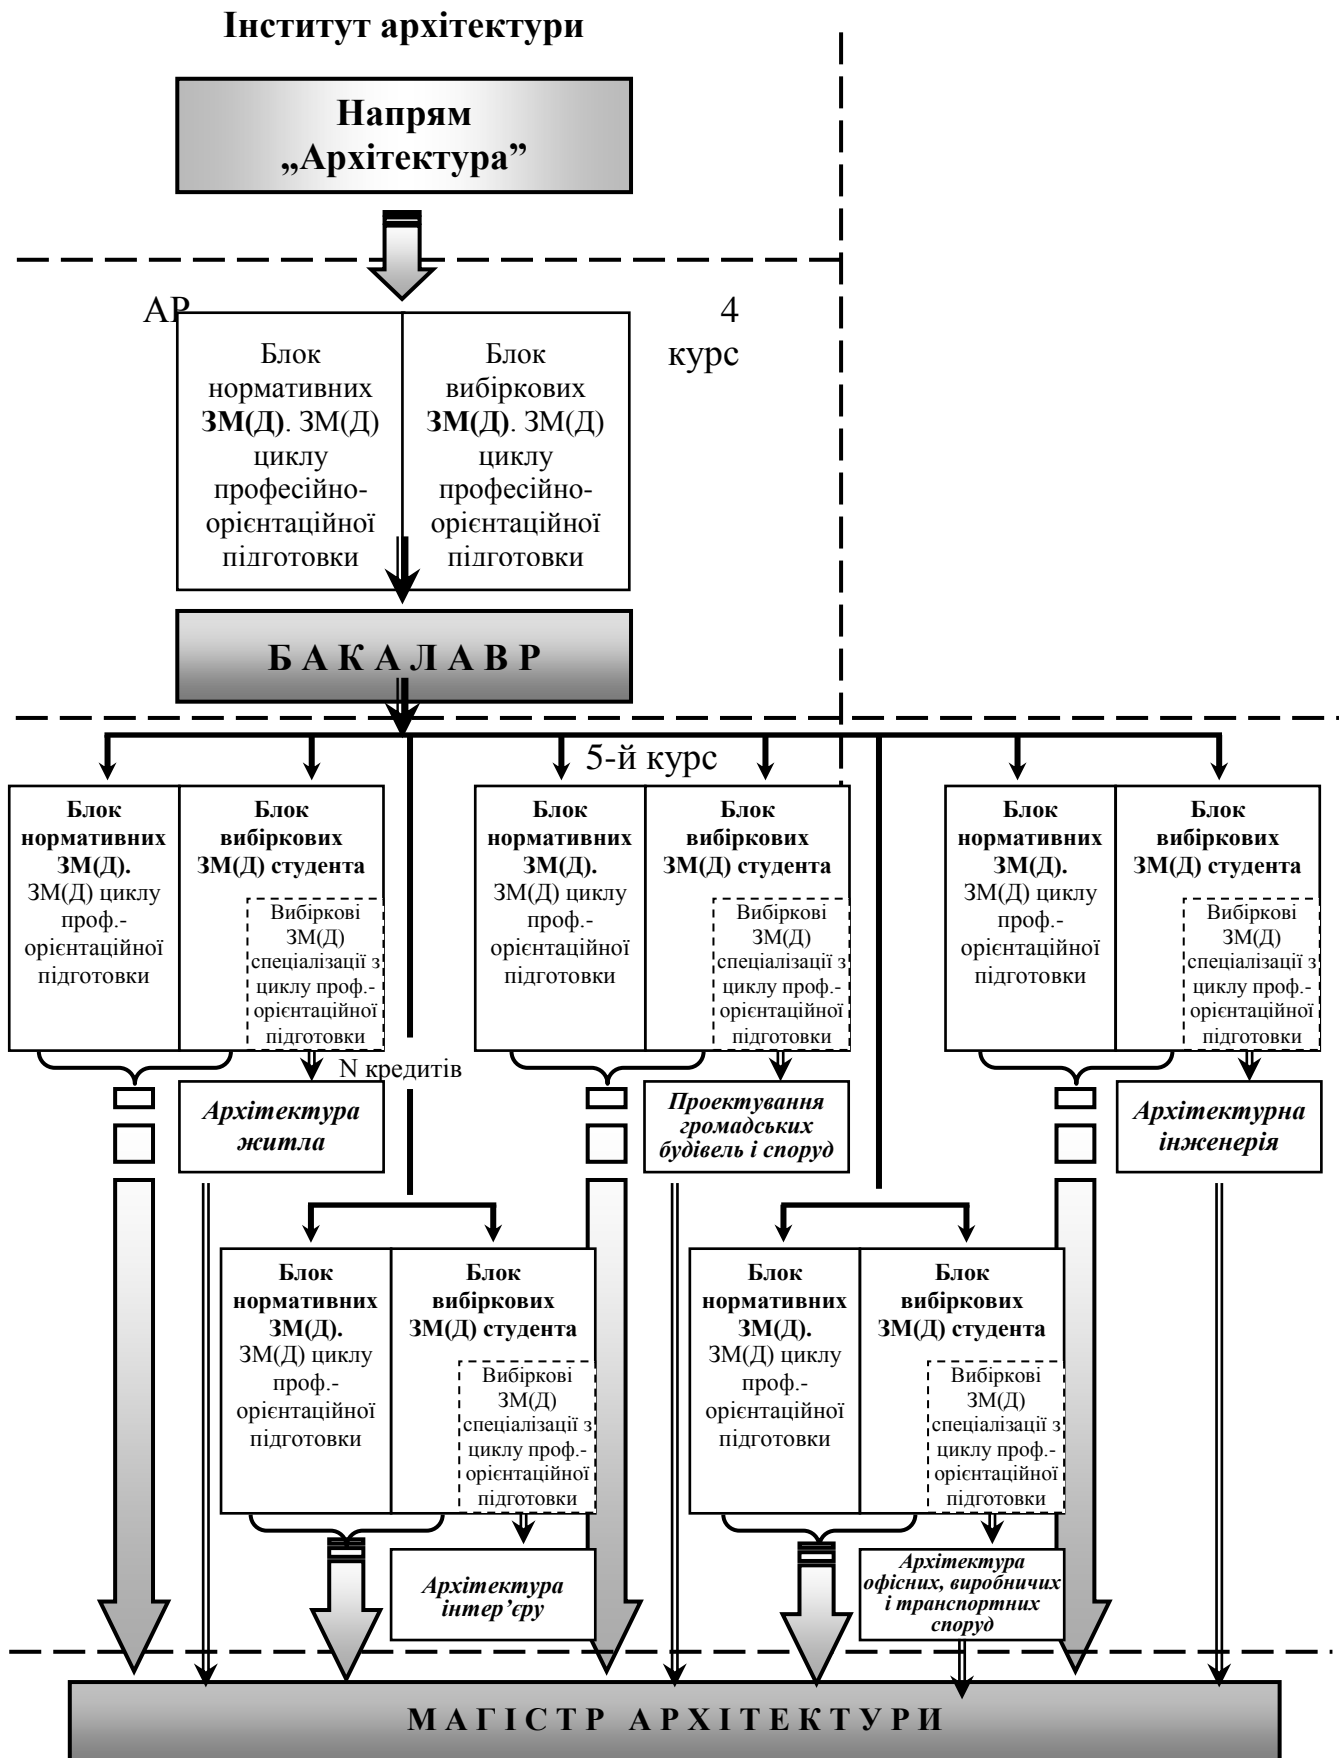 Інститут архітектури
Напрям
„Архітектура”
АР
4
курс
Блок
нормативних
ЗМ(Д). ЗМ(Д)
циклу
професійно-
орієнтаційної
підготовки
Блок
вибіркових
ЗМ(Д). ЗМ(Д)
циклу
професійно-
орієнтаційної
підготовки
Б А К А Л А В Р
5-й курс
Блок
нормативних
ЗМ(Д).
ЗМ(Д) циклу
проф.-
орієнтаційної
підготовки
Блок
вибіркових
ЗМ(Д) студента
Вибіркові
ЗМ(Д)
спеціалізації з
циклу проф.-
орієнтаційної
підготовки
Блок
нормативних
ЗМ(Д).
ЗМ(Д) циклу
проф.-
орієнтаційної
підготовки
Блок
вибіркових
ЗМ(Д) студента
Вибіркові
ЗМ(Д)
спеціалізації з
циклу проф.-
орієнтаційної
підготовки
Блок
нормативних
ЗМ(Д).
ЗМ(Д) циклу
проф.-
орієнтаційної
підготовки
Блок
вибіркових
ЗМ(Д) студента
Вибіркові
ЗМ(Д)
спеціалізації з
циклу проф.-
орієнтаційної
підготовки
N кредитів
Архітектура
житла
Проектування
громадських
будівель і споруд
Архітектурна
інженерія
Блок
нормативних
ЗМ(Д).
ЗМ(Д) циклу
проф.-
орієнтаційної
підготовки
Блок
вибіркових
ЗМ(Д) студента
Вибіркові
ЗМ(Д)
спеціалізації з
циклу проф.-
орієнтаційної
підготовки
Блок
нормативних
ЗМ(Д).
ЗМ(Д) циклу
проф.-
орієнтаційної
підготовки
Блок
вибіркових
ЗМ(Д) студента
Вибіркові
ЗМ(Д)
спеціалізації з
циклу проф.-
орієнтаційної
підготовки
Архітектура
інтер’єру
Архітектура
офісних, виробничих
і транспортних
споруд
М А Г І С Т Р А Р Х І Т Е К Т У Р И